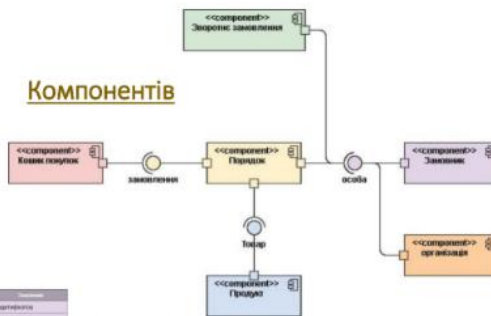 <<component>>
Зворотнє замовлення
Компонентів
<<component>>
Кошик покупок
замовлення
<<component>>
Порядок
особа
<<component>>
Замовник
Товар
<<component>>
організація
<<component>>
Продукт